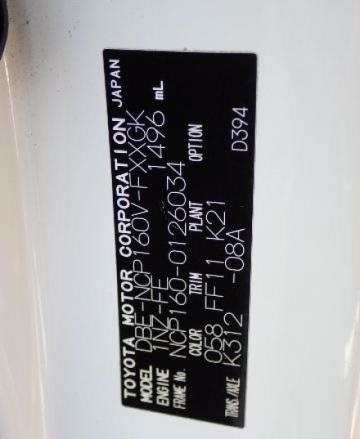 TOYOTA MOTOR CORPORATION JAPAN
MODEL DBE-NCP160V-FXXGK
ENGINE 1NZ-FE 1496 mL
FRAME No. NCP160-0126034
COLOR TRIM PLANT OPTION
058 FF11 K21
TRANS/AXLE K312 -08A D394